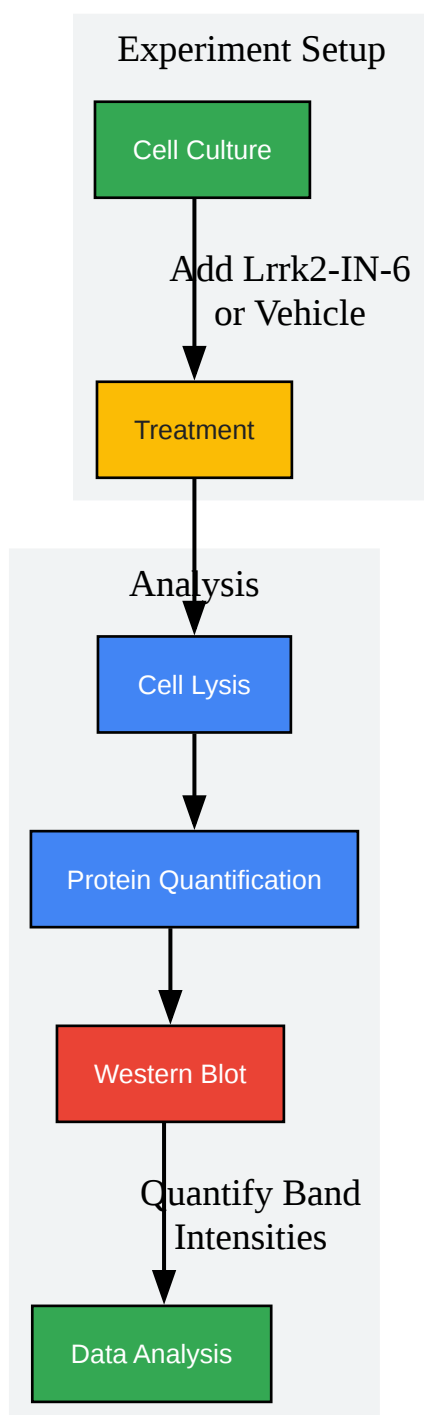 Experiment Setup
Cell Culture
Add Lrrk2-IN-6
or Vehicle
Treatment
Analysis
Cell Lysis
Protein Quantification
Western Blot
Quantify Band
Intensities
Data Analysis